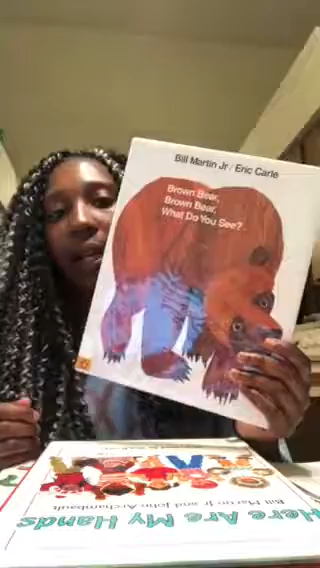 Bill Martin Jr / Eric Carle
Brown Bear,
Brown Bear,
What Do You See?
Here Are My Hands
Bill Martin Jr and John Archambault